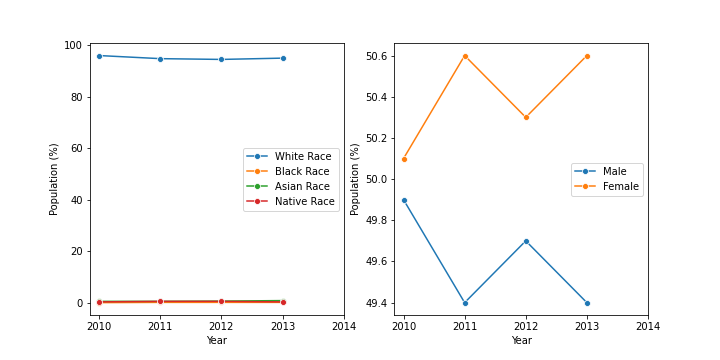 100
80
60
40
20
0
Population (%)
2010 2011 2012 2013 2014
Year
White Race
Black Race
Asian Race
Native Race
50.6
50.4
50.2
50.0
49.8
49.6
49.4
Population (%)
2010 2011 2012 2013 2014
Year
Male
Female